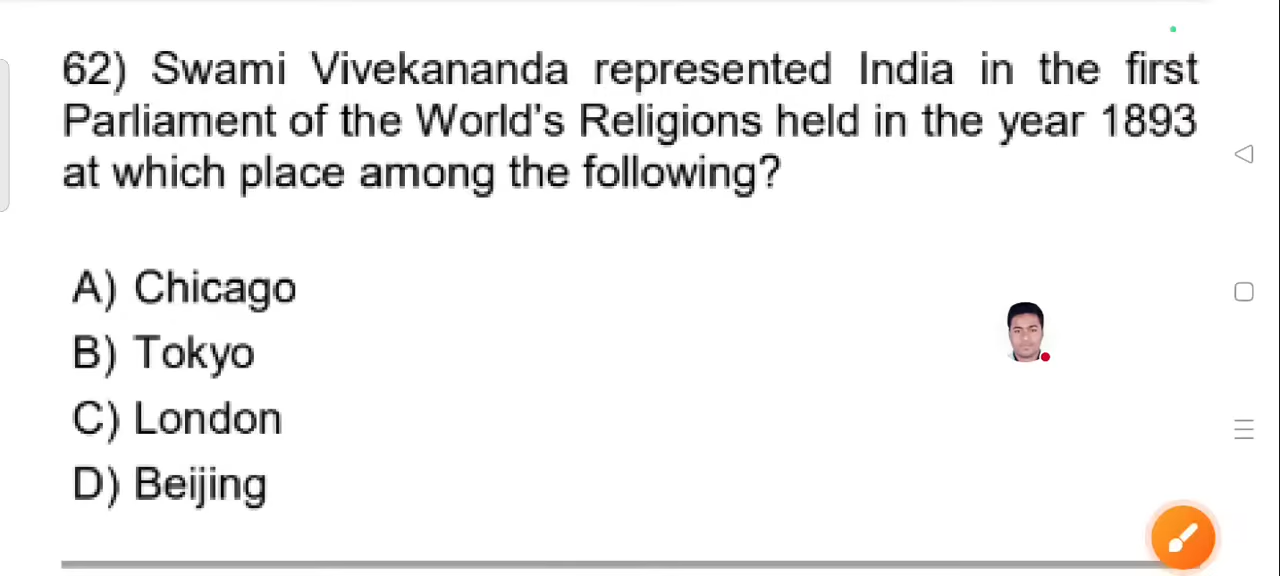 62) Swami Vivekananda represented India in the first
Parliament of the World's Religions held in the year 1893
at which place among the following?
A) Chicago
B) Tokyo
C) London
D) Beijing